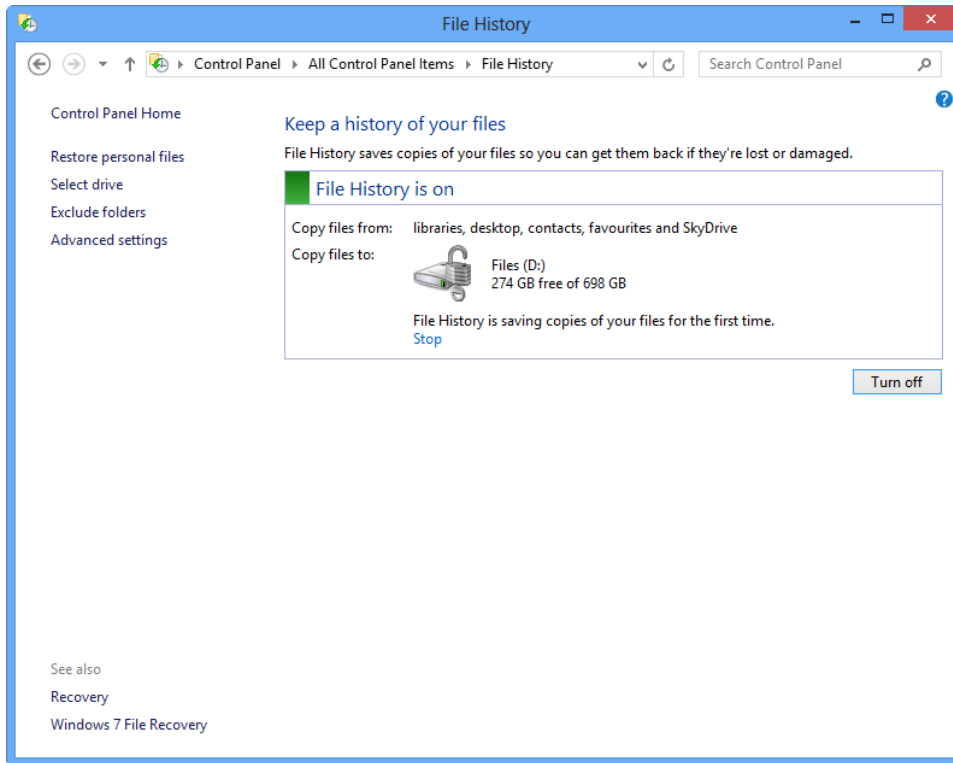 File History
Control Panel All Control Panel Items File History
Search Control Panel
Control Panel Home
Restore personal files
Select drive
Exclude folders
Advanced settings
Keep a history of your files
File History saves copies of your files so you can get them back if they're lost or damaged.
File History is on
Copy files from: libraries, desktop, contacts, favourites and SkyDrive
Copy files to:
Files (D:)
274 GB free of 698 GB
File History is saving copies of your files for the first time.
Stop
Turn off
See also
Recovery
Windows 7 File Recovery